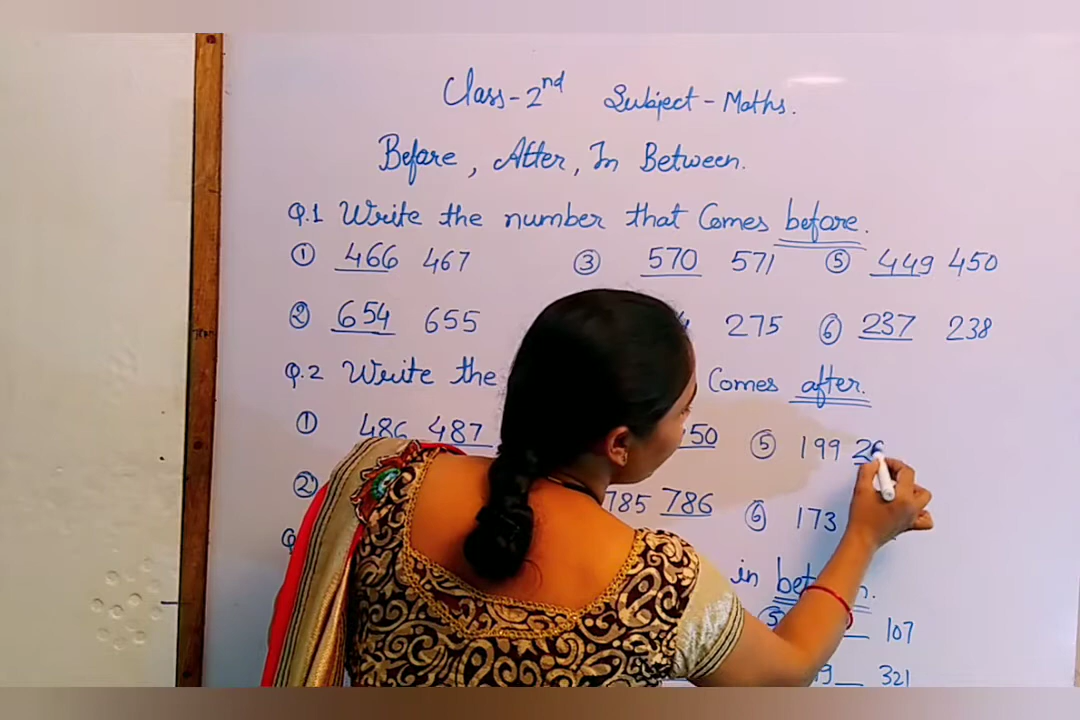 Class-2nd Subject-Maths.
Before, After, In Between.
Q.1 Write the number that Comes before.
① 466 467 ③ 570 571 ⑤ 449 450
② 654 655 275 ⑥ 237 238
Q.2 Write the Comes after.
① 486 487 50 ⑤ 199 20
② 785 786 ⑥ 173
in
107
321